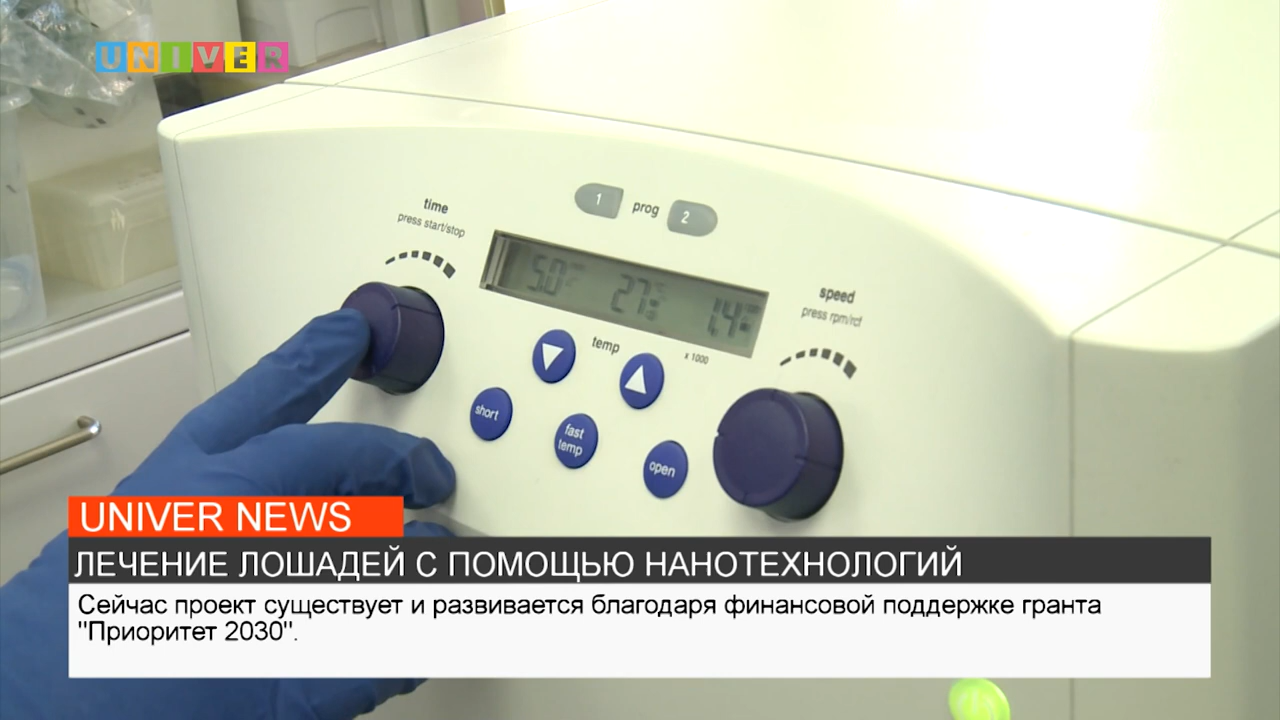 UNIVER
1 prog 2
time
press start/stop
5.0 27 1.4
speed
press rpm/rcf
temp
x 1000
short
fast
temp
open
UNIVER NEWS
ЛЕЧЕНИЕ ЛОШАДЕЙ С ПОМОЩЬЮ НАНОТЕХНОЛОГИЙ
Сейчас проект существует и развивается благодаря финансовой поддержке гранта
"Приоритет 2030".